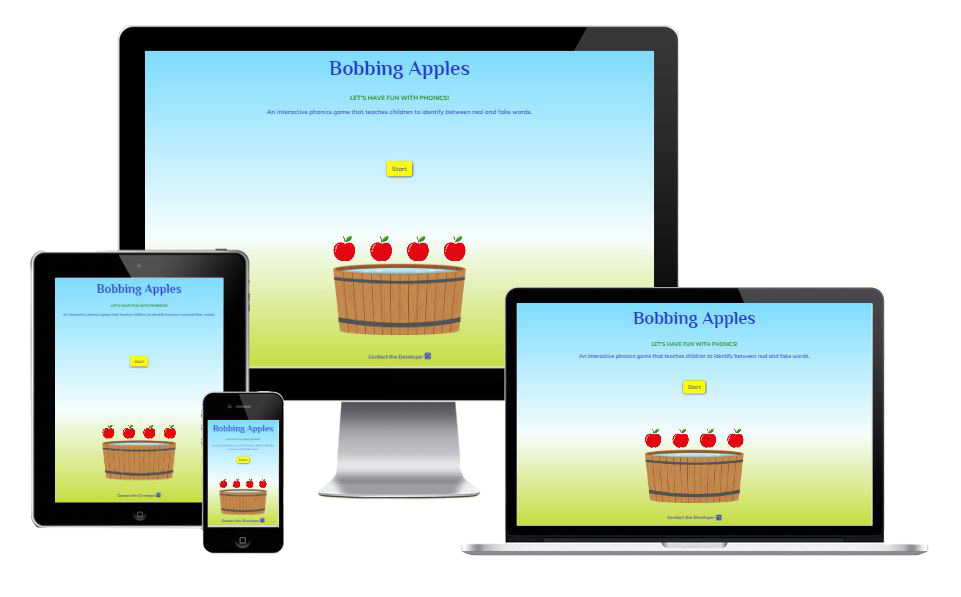 Bobbing Apples
LET'S HAVE FUN WITH PHONICS!
An interactive phonics game that teaches children to identify between real and fake words.
Start
Contact the Developer
Bobbing Apples
LET'S HAVE FUN WITH PHONICS!
An interactive phonics game that teaches children to identify between real and fake words.
Start
Contact the Developer
Bobbing Apples
LET'S HAVE FUN WITH PHONICS!
An interactive phonics game that teaches children to identify between real and fake words.
Start
Contact the Developer
Bobbing Apples
Start
Contact the Developer